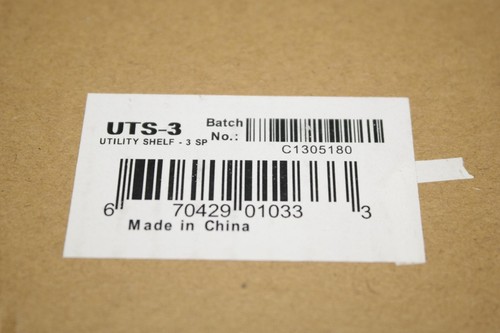 UTS-3
UTILITY SHELF - 3 SP
Batch
No.:
C1305180
6 70429 01033 3
Made in China